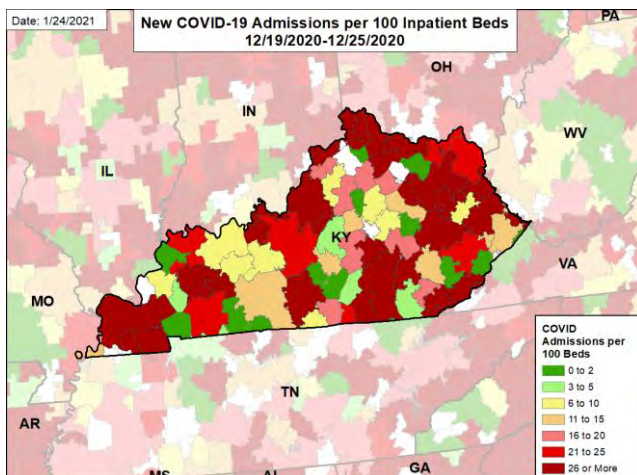 Date: 1/24/2021
New COVID-19 Admissions per 100 Inpatient Beds
12/19/2020-12/25/2020
PA
OH
IN
WV
IL
KY
VA
MO
TN
AR
MS
AL
GA
COVID
Admissions per
100 Beds
0 to 2
3 to 5
6 to 10
11 to 15
16 to 20
21 to 25
26 or More